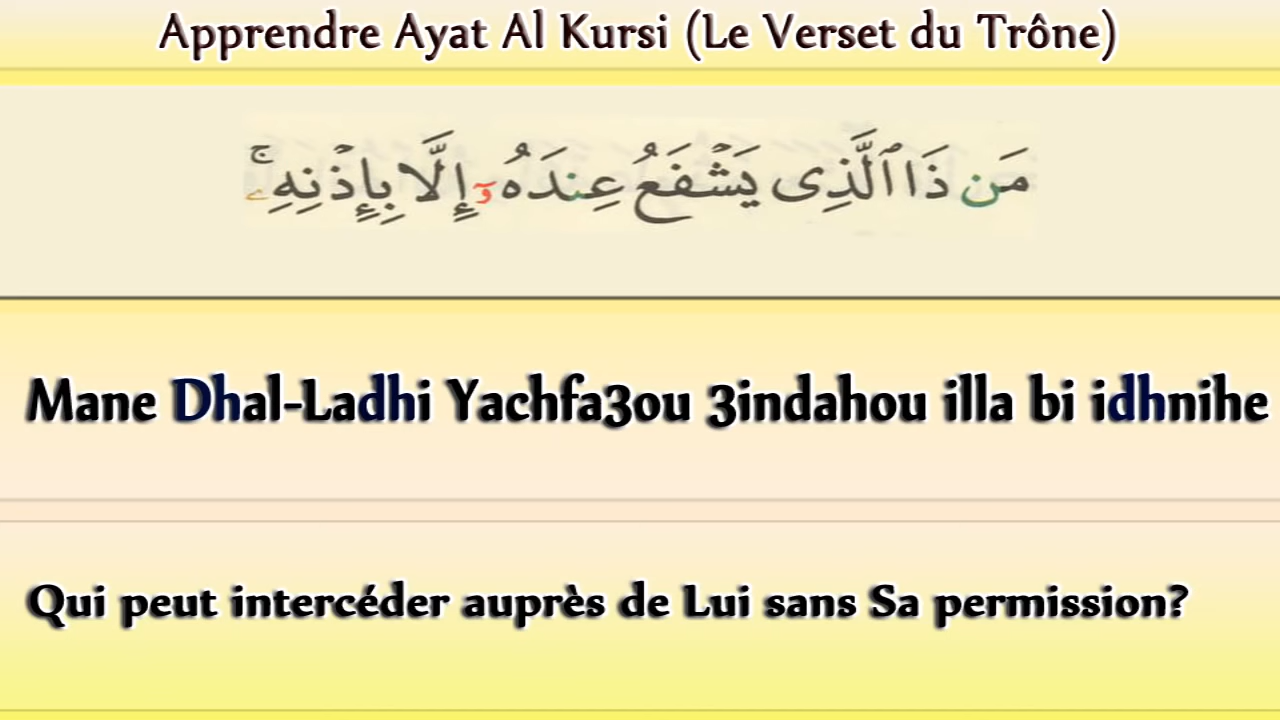 Apprendre Ayat Al Kursi (Le Verset du Trône)
مَن ذَا ٱلَّذِى يَشْفَعُ عِندَهُۥٓ إِلَّا بِإِذْنِهِۦ ۚ
Mane Dhal-Ladhi Yachfa3ou 3indahou illa bi idhnihe
Qui peut intercéder auprès de Lui sans Sa permission?